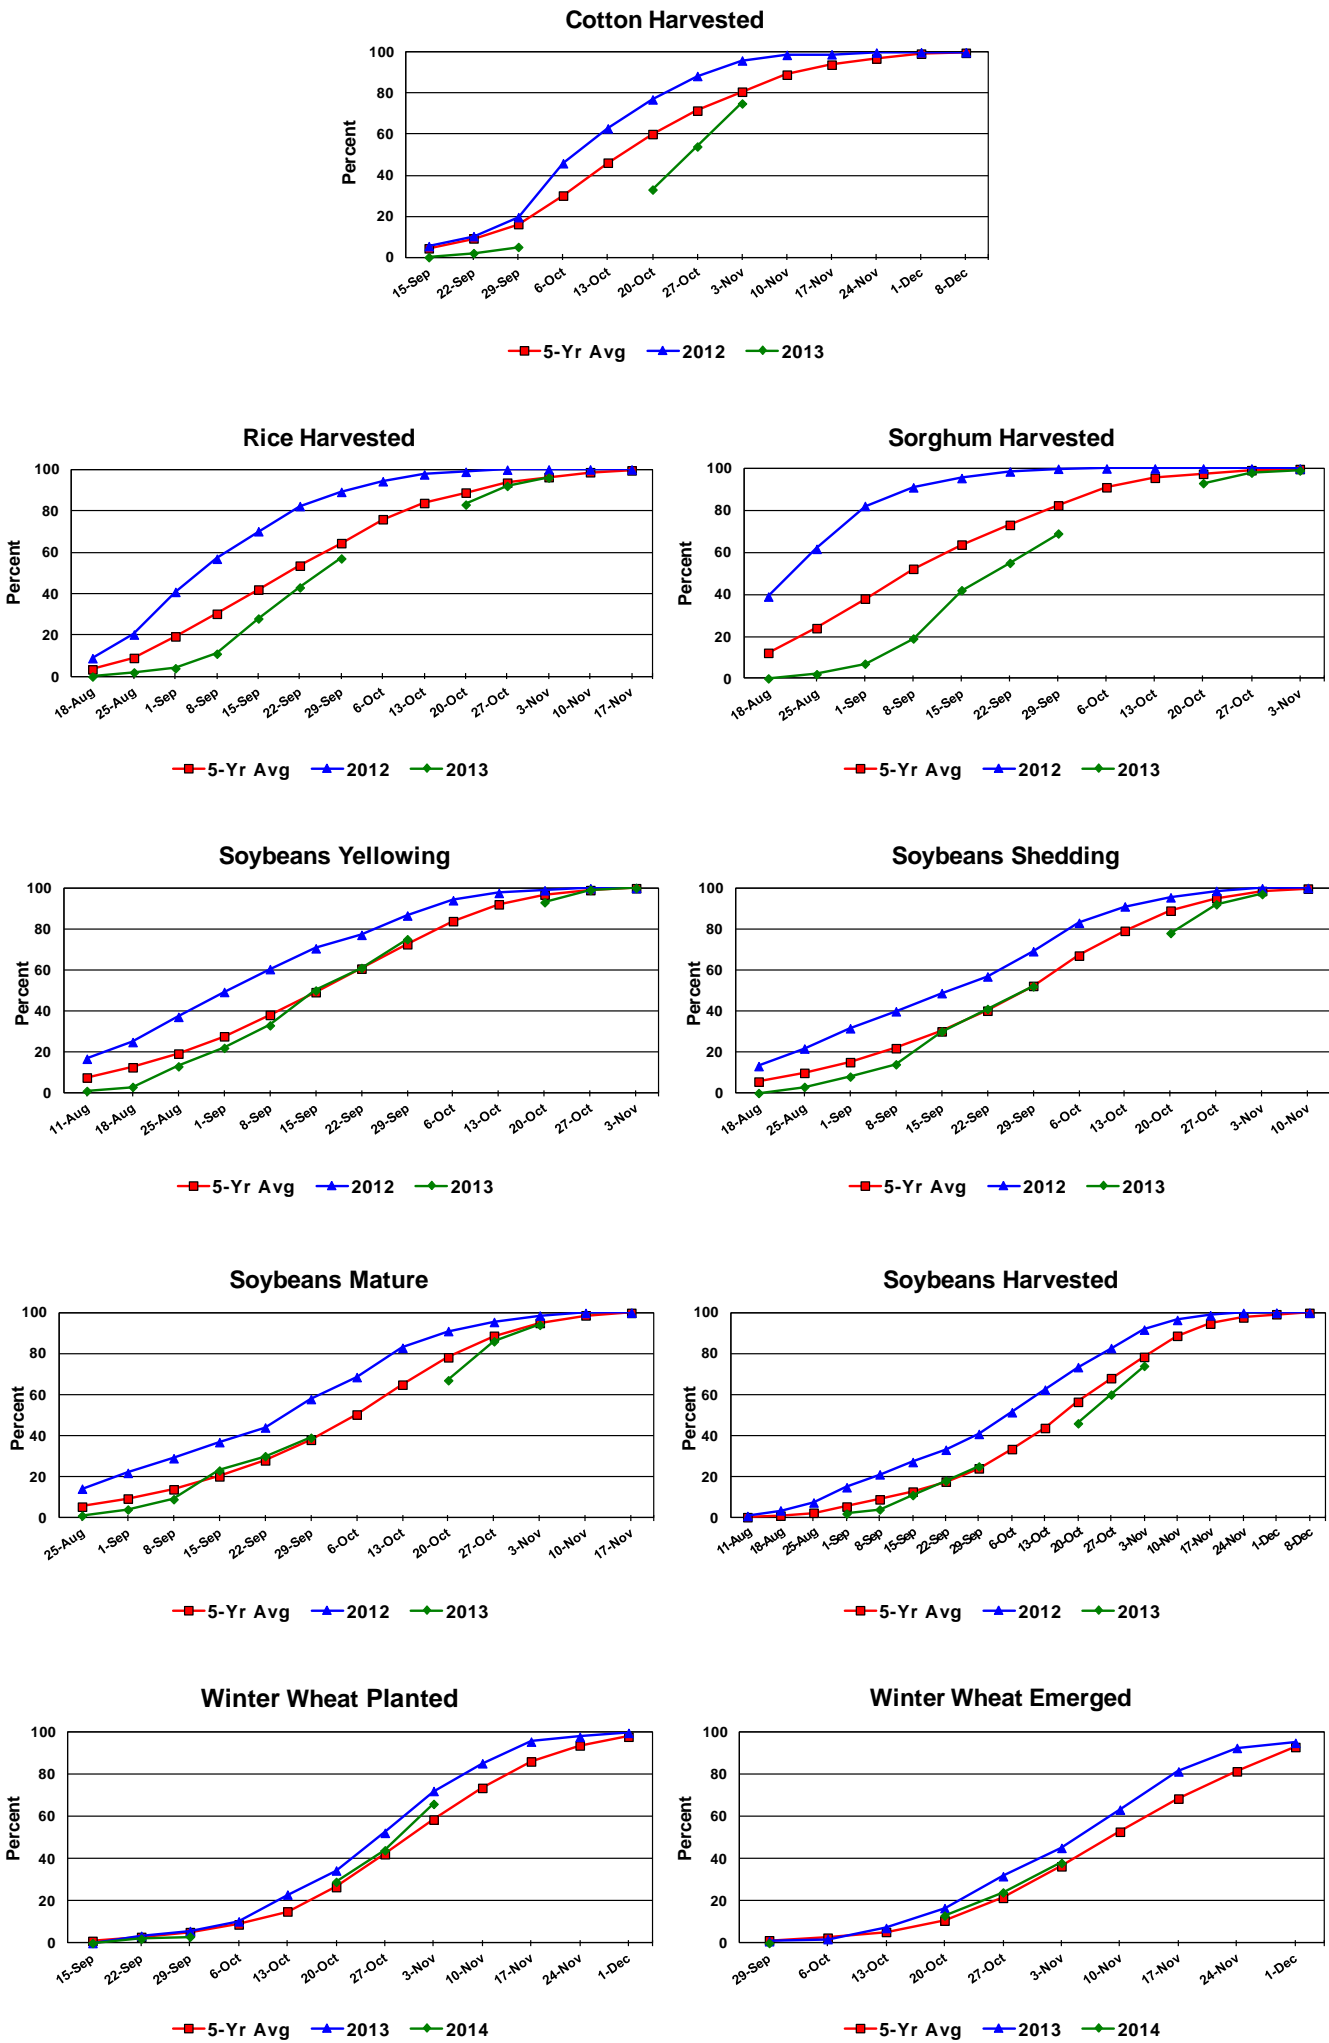 Cotton Harvested
Percent
100
80
60
40
20
0
15-Sep 22-Sep 29-Sep 6-Oct 13-Oct 20-Oct 27-Oct 3-Nov 10-Nov 17-Nov 24-Nov 1-Dec 8-Dec
5-Yr Avg 2012 2013
Rice Harvested
Percent
100
80
60
40
20
0
18-Aug 25-Aug 1-Sep 8-Sep 15-Sep 22-Sep 29-Sep 6-Oct 13-Oct 20-Oct 27-Oct 3-Nov 10-Nov 17-Nov
5-Yr Avg 2012 2013
Sorghum Harvested
Percent
100
80
60
40
20
0
18-Aug 25-Aug 1-Sep 8-Sep 15-Sep 22-Sep 29-Sep 6-Oct 13-Oct 20-Oct 27-Oct 3-Nov
5-Yr Avg 2012 2013
Soybeans Yellowing
Percent
100
80
60
40
20
0
11-Aug 18-Aug 25-Aug 1-Sep 8-Sep 15-Sep 22-Sep 29-Sep 6-Oct 13-Oct 20-Oct 27-Oct 3-Nov
5-Yr Avg 2012 2013
Soybeans Shedding
Percent
100
80
60
40
20
0
18-Aug 25-Aug 1-Sep 8-Sep 15-Sep 22-Sep 29-Sep 6-Oct 13-Oct 20-Oct 27-Oct 3-Nov 10-Nov
5-Yr Avg 2012 2013
Soybeans Mature
Percent
100
80
60
40
20
0
25-Aug 1-Sep 8-Sep 15-Sep 22-Sep 29-Sep 6-Oct 13-Oct 20-Oct 27-Oct 3-Nov 10-Nov 17-Nov
5-Yr Avg 2012 2013
Soybeans Harvested
Percent
100
80
60
40
20
0
11-Aug 18-Aug 25-Aug 1-Sep 8-Sep 15-Sep 22-Sep 29-Sep 6-Oct 13-Oct 20-Oct 27-Oct 3-Nov 10-Nov 17-Nov 24-Nov 1-Dec 8-Dec
5-Yr Avg 2012 2013
Winter Wheat Planted
Percent
100
80
60
40
20
0
15-Sep 22-Sep 29-Sep 6-Oct 13-Oct 20-Oct 27-Oct 3-Nov 10-Nov 17-Nov 24-Nov 1-Dec
5-Yr Avg 2013 2014
Winter Wheat Emerged
Percent
100
80
60
40
20
0
29-Sep 6-Oct 13-Oct 20-Oct 27-Oct 3-Nov 10-Nov 17-Nov 24-Nov 1-Dec
5-Yr Avg 2013 2014